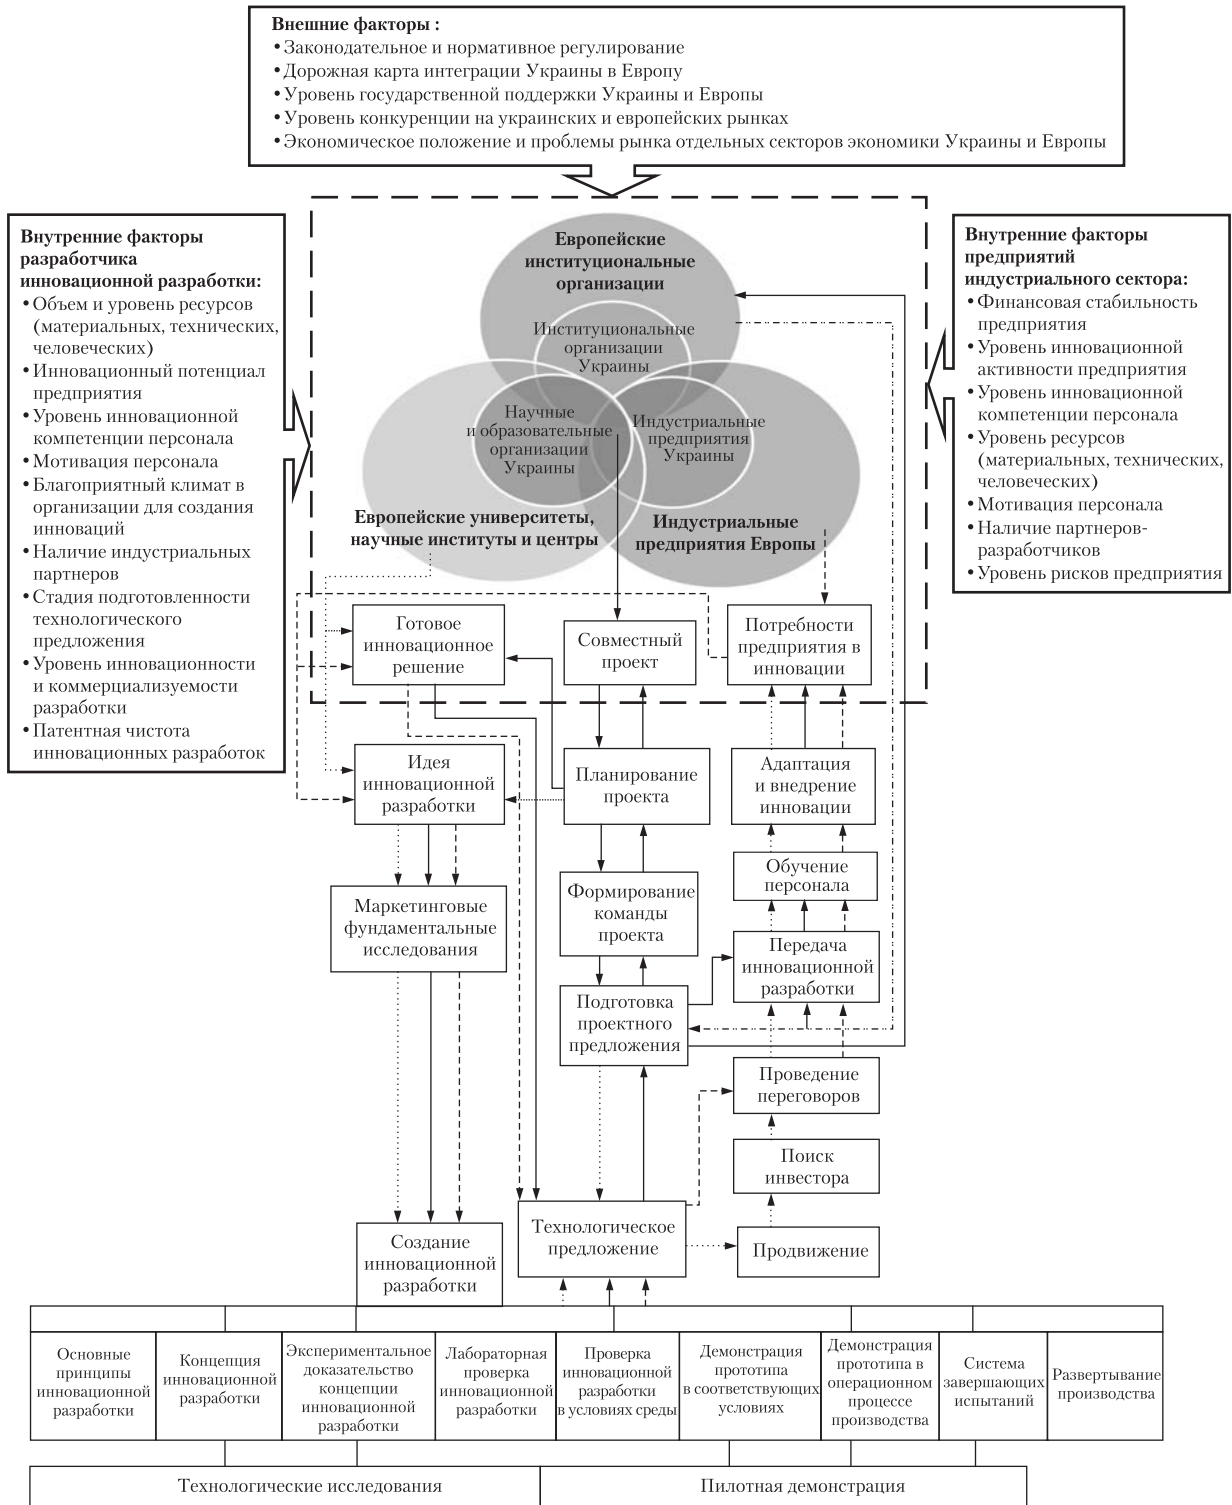 Внешние факторы :
• Законодательное и нормативное регулирование
• Дорожная карта интеграции Украины в Европу
• Уровень государственной поддержки Украины и Европы
• Уровень конкуренции на украинских и европейских рынках
• Экономическое положение и проблемы рынка отдельных секторов экономики Украины и Европы
Внутренние факторы
разработчика
инновационной разработки:
• Объем и уровень ресурсов
(материальных, технических,
человеческих)
• Инновационный потенциал
предприятия
• Уровень инновационной
компетенции персонала
• Мотивация персонала
• Благоприятный климат в
организации для создания
инноваций
• Наличие индустриальных
партнеров
• Стадия подготовленности
технологического
предложения
• Уровень инновационности
и коммерциализуемости
разработки
• Патентная чистота
инновационных разработок
Европейские
институциональные
организации
Институциональные
организации
Украины
Научные
и образовательные
организации
Украины
Индустриальные
предприятия
Украины
Европейские университеты,
научные институты и центры
Индустриальные
предприятия Европы
Внутренние факторы
предприятий
индустриального сектора:
• Финансовая стабильность
предприятия
• Уровень инновационной
активности предприятия
• Уровень инновационной
компетенции персонала
• Уровень ресурсов
(материальных, технических,
человеческих)
• Мотивация персонала
• Наличие партнеров-
разработчиков
• Уровень рисков предприятия
Готовое
инновационное
решение
Совместный
проект
Потребности
предприятия в
инновации
Идея
инновационной
разработки
Планирование
проекта
Адаптация
и внедрение
инновации
Обучение
персонала
Маркетинговые
фундаментальные
исследования
Формирование
команды
проекта
Передача
инновационной
разработки
Подготовка
проектного
предложения
Проведение
переговоров
Поиск
инвестора
Создание
инновационной
разработки
Технологическое
предложение
Продвижение
Основные
принципы
инновационной
разработки
Концепция
инновационной
разработки
Экспериментальное
доказательство
концепции
инновационной
разработки
Лабораторная
проверка
инновационной
разработки
Проверка
инновационной
разработки
в условиях среды
Демонстрация
прототипа
в соответствующих
условиях
Демонстрация
прототипа в
операционном
процессе
производства
Система
завершающих
испытаний
Развертывание
производства
Технологические исследования
Пилотная демонстрация